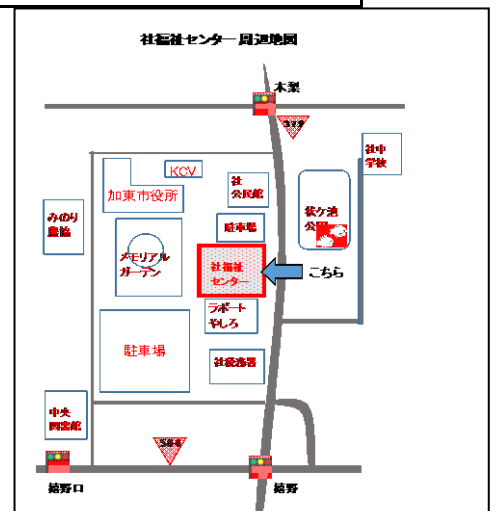 社福祉センター 周辺地図
木梨
社中
学校
KCV
加東市役所
社
公民館
みのり
農協
駐車場
公園
メモリアル
ガーデン
社福祉
センター
こちら
ラポート
やしろ
駐車場
社税務署
中央
図書館
嬉野口
嬉野